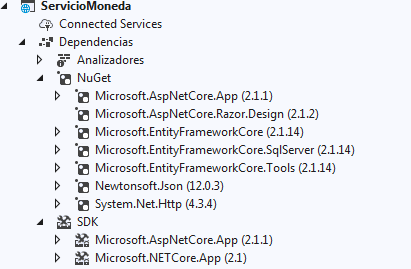 ServicioMoneda
Connected Services
Dependencias
Analizadores
NuGet
Microsoft.AspNetCore.App (2.1.1)
Microsoft.AspNetCore.Razor.Design (2.1.2)
Microsoft.EntityFrameworkCore (2.1.14)
Microsoft.EntityFrameworkCore.SqlServer (2.1.14)
Microsoft.EntityFrameworkCore.Tools (2.1.14)
Newtonsoft.Json (12.0.3)
System.Net.Http (4.3.4)
SDK
Microsoft.AspNetCore.App (2.1.1)
Microsoft.NETCore.App (2.1)